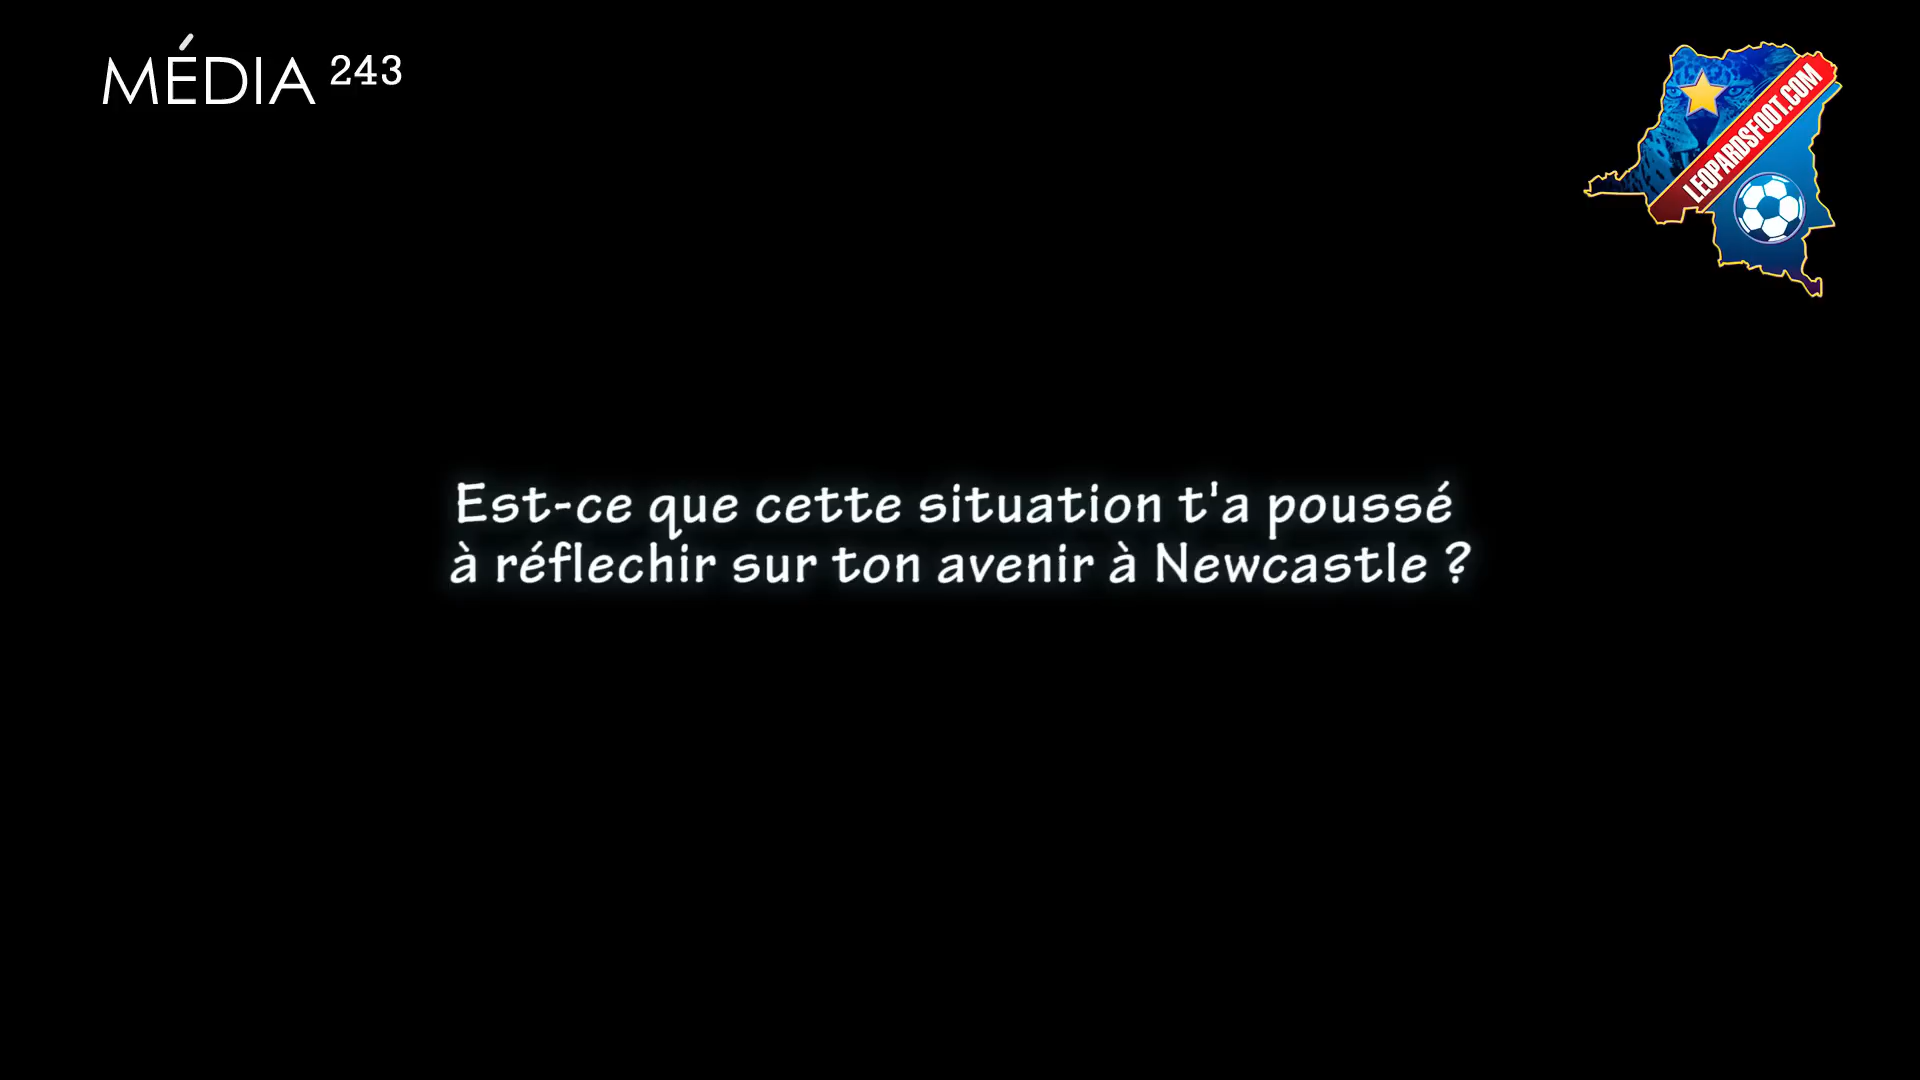 MÉDIA 243
LEOPARDSFOOT.COM
Est-ce que cette situation t'a poussé
à réflechir sur ton avenir à Newcastle ?